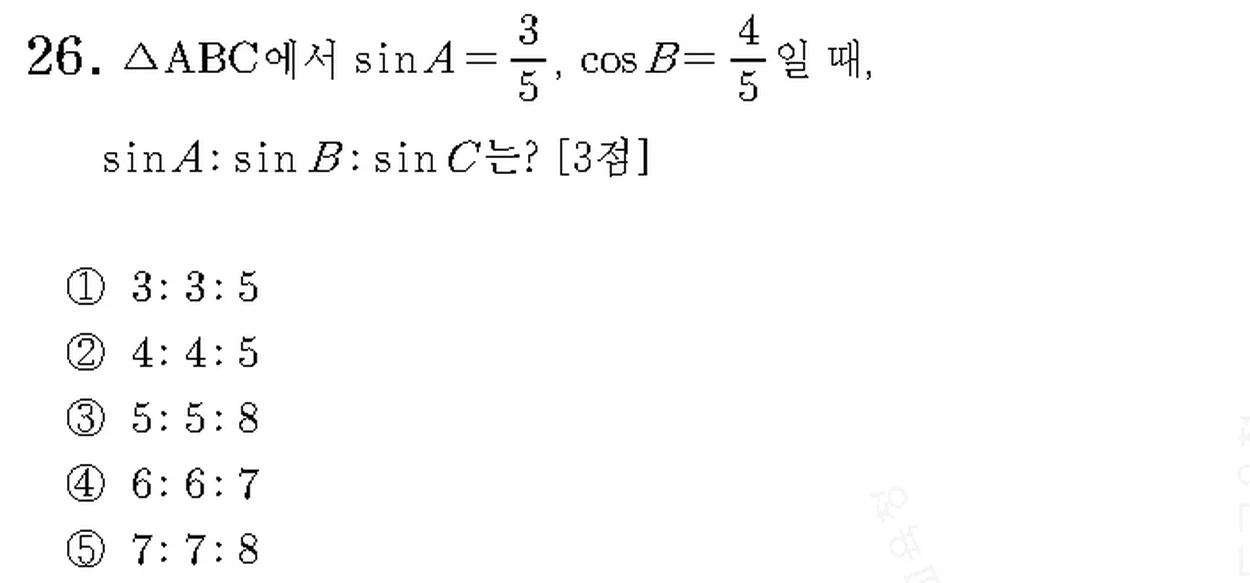 26. △ABC에서 sin A = 3/5, cos B = 4/5 일 때,
sin A : sin B : sin C는? [3점]
① 3 : 3 : 5
② 4 : 4 : 5
③ 5 : 5 : 8
④ 6 : 6 : 7
⑤ 7 : 7 : 8